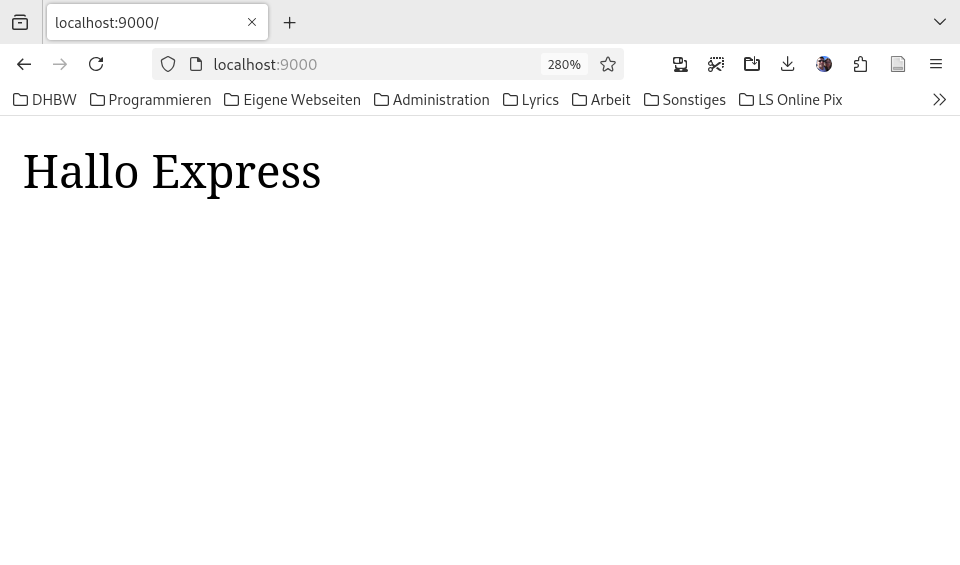 localhost:9000/
localhost:9000 280%
DHBW Programmieren Eigene Webseiten Administration Lyrics Arbeit Sonstiges LS Online Pix
Hallo Express